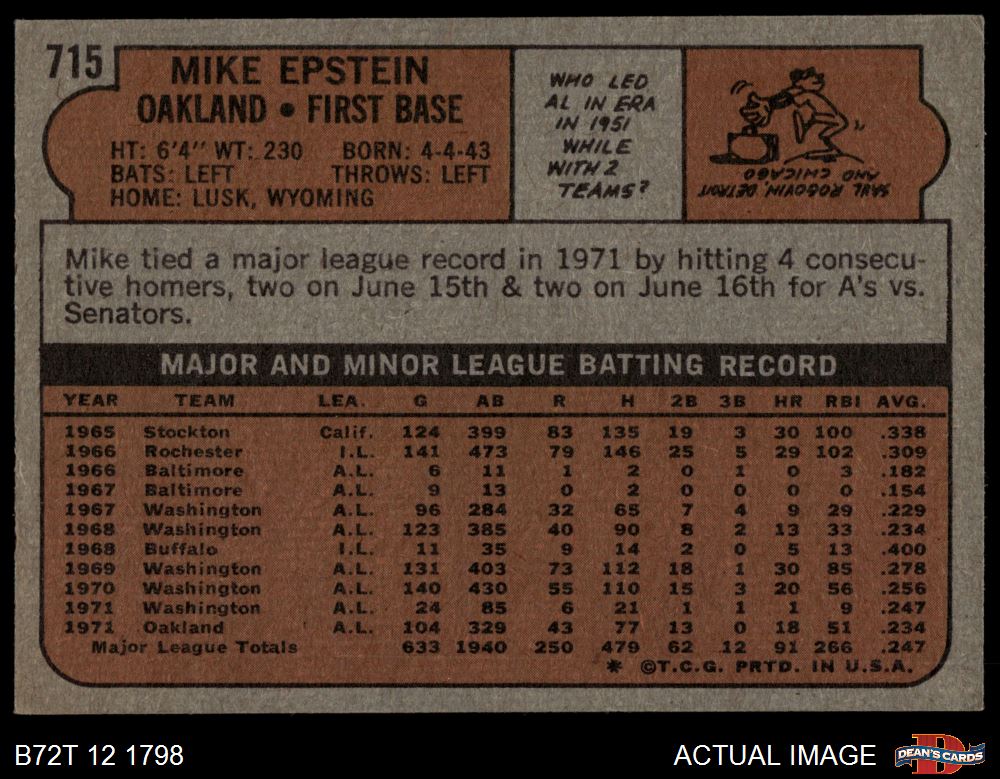 715
MIKE EPSTEIN
OAKLAND • FIRST BASE
HT: 6'4" WT: 230 BORN: 4-4-43
BATS: LEFT THROWS: LEFT
HOME: LUSK, WYOMING
WHO LED
AL IN ERA
IN 1951
WHILE
WITH 2
TEAMS?
SAUL ROGOVIN, DETROIT
AND CHICAGO
Mike tied a major league record in 1971 by hitting 4 consecu-
tive homers, two on June 15th & two on June 16th for A's vs.
Senators.
MAJOR AND MINOR LEAGUE BATTING RECORD
YEAR TEAM LEA. G AB R H 2B 3B HR RBI AVG.
1965 Stockton Calif. 124 399 83 135 19 3 30 100 .338
1966 Rochester I.L. 141 473 79 146 25 5 29 102 .309
1966 Baltimore A.L. 6 11 1 2 0 1 0 3 .182
1967 Baltimore A.L. 9 13 0 2 0 0 0 0 .154
1967 Washington A.L. 96 284 32 65 7 4 9 29 .229
1968 Washington A.L. 123 385 40 90 8 2 13 33 .234
1968 Buffalo I.L. 11 35 9 14 2 0 5 13 .400
1969 Washington A.L. 131 403 73 112 18 1 30 85 .278
1970 Washington A.L. 140 430 55 110 15 3 20 56 .256
1971 Washington A.L. 24 85 6 21 1 1 1 9 .247
1971 Oakland A.L. 104 329 43 77 13 0 18 51 .234
Major League Totals 633 1940 250 479 62 12 91 266 .247
* ©T.C.G. PRTD. IN U.S.A.
B72T 12 1798
ACTUAL IMAGE
DEAN'S CARDS